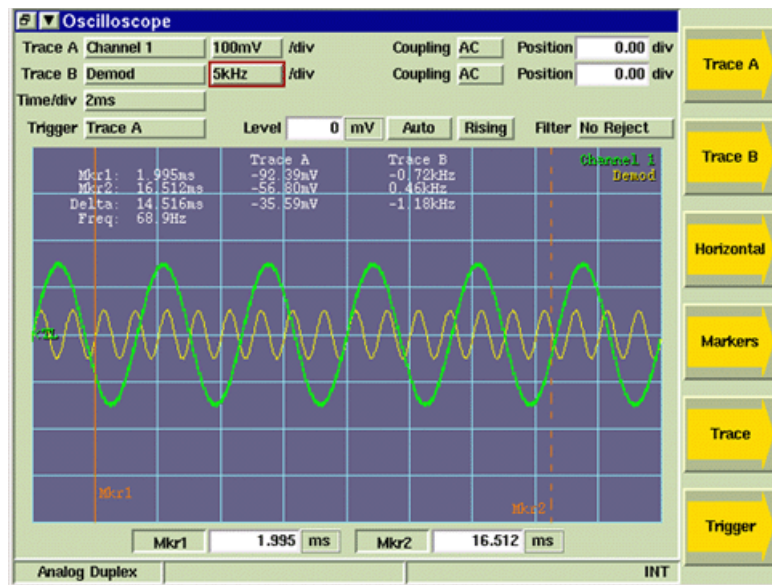 Oscilloscope
Trace A Channel 1 100mV /div Coupling AC Position 0.00 div
Trace B Demod 5kHz /div Coupling AC Position 0.00 div
Time/div 2ms
Trigger Trace A Level 0 mV Auto Rising Filter No Reject
Trace A Trace B Channel 1
Mkr1: 1.995ms -92.39mV -0.72kHz Demod
Mkr2: 16.512ms -56.80mV 0.46kHz
Delta: 14.516ms -35.59mV -1.18kHz
Freq: 68.9Hz
Mkr1
Mkr2
Mkr1 1.995 ms Mkr2 16.512 ms
Analog Duplex INT
Trace A
Trace B
Horizontal
Markers
Trace
Trigger